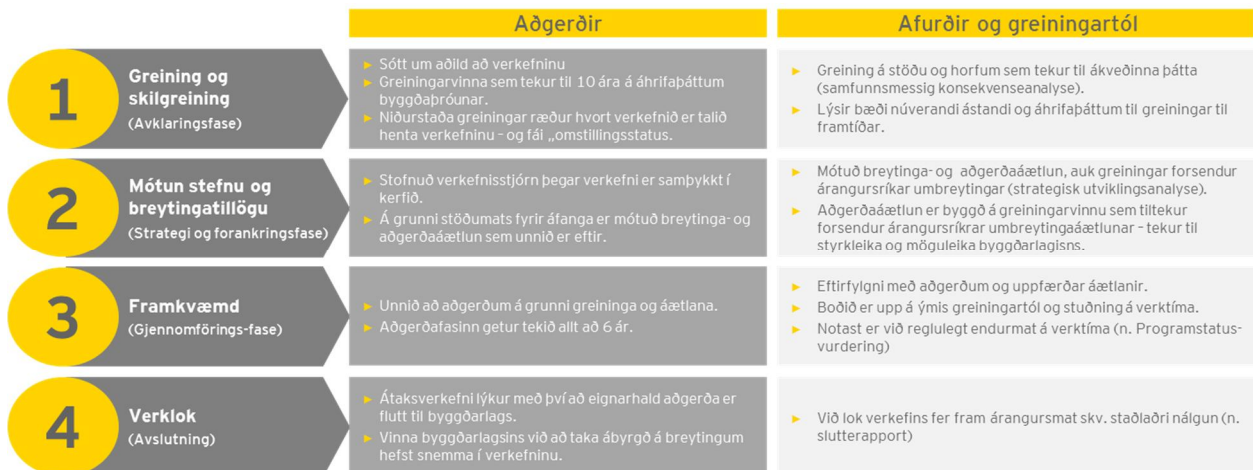 Aðgerðir
Afurðir og greiningartól
1
Greining og
skilgreining
(Avklaringsfase)
► Sótt um aðild að verkefninu
► Greiningarvinna sem tekur til 10 ára á áhrifaþáttum
byggðaþróunar.
► Niðurstaða greiningar ræður hvort verkefnið er talið
henta verkefninu – og fái „omstillingsstatus.
► Greining á stöðu og horfum sem tekur til ákveðinna þátta
(samfunnsmessig konsekvenseanalyse).
► Lýsir bæði núverandi ástandi og áhrifaþáttum til greiningar til
framtíðar.
2
Mótun stefnu og
breytingatillögu
(Strategi og forankringsfase)
► Stofnuð verkefnisstjórn þegar verkefni er samþykkt í
kerfið.
► Á grunni stöðumats fyrir áfanga er mótuð breytinga- og
aðgerðaáætlun sem unnið er eftir.
► Mótuð breytinga- og aðgerðaáætlun, auk greiningar forsendur
árangursríkar umbreytingar (strategisk utviklingsanalyse).
► Aðgerðaáætlun er byggð á greiningarvinnu sem tiltekur
forsendur árangursríkrar umbreytingaáætlunar – tekur til
styrkleika og möguleika byggðarlagisns.
3
Framkvæmd
(Gjennomförings-fase)
► Unnið að aðgerðum á grunni greininga og áætlana.
► Aðgerðafasinn getur tekið allt að 6 ár.
► Eftirfylgni með aðgerðum og uppfærðar áætlanir.
► Boðið er upp á ýmis greiningartól og stuðning á verktíma.
► Notast er við reglulegt endurmat á verktíma (n. Programstatus-
vurdering)
4
Verklok
(Avslutning)
► Átaksverkefni lýkur með því að eignarhald aðgerða er
flutt til byggðarlags.
► Vinna byggðarlagsins við að taka ábyrgð á breytingum
hefst snemma í verkefninu.
► Við lok verkefins fer fram árangursmat skv. staðlaðri nálgun (n.
slutterapport)